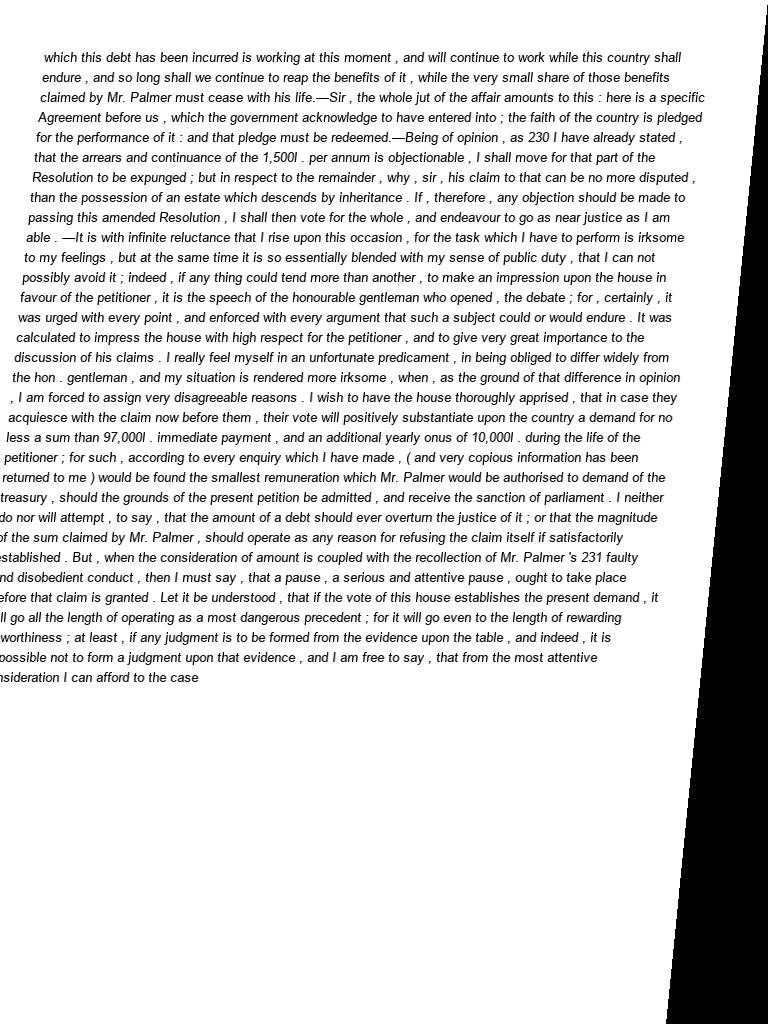 which this debt has been incurred is working at this moment , and will continue to work while this country shall
endure , and so long shall we continue to reap the benefits of it , while the very small share of those benefits
claimed by Mr. Palmer must cease with his life.—Sir , the whole jut of the affair amounts to this : here is a specific
Agreement before us , which the government acknowledge to have entered into ; the faith of the country is pledged
for the performance of it : and that pledge must be redeemed.—Being of opinion , as 230 I have already stated ,
that the arrears and continuance of the 1,500l . per annum is objectionable , I shall move for that part of the
Resolution to be expunged ; but in respect to the remainder , why , sir , his claim to that can be no more disputed ,
than the possession of an estate which descends by inheritance . If , therefore , any objection should be made to
passing this amended Resolution , I shall then vote for the whole , and endeavour to go as near justice as I am
able . —It is with infinite reluctance that I rise upon this occasion , for the task which I have to perform is irksome
to my feelings , but at the same time it is so essentially blended with my sense of public duty , that I can not
possibly avoid it ; indeed , if any thing could tend more than another , to make an impression upon the house in
favour of the petitioner , it is the speech of the honourable gentleman who opened , the debate ; for , certainly , it
was urged with every point , and enforced with every argument that such a subject could or would endure . It was
calculated to impress the house with high respect for the petitioner , and to give very great importance to the
discussion of his claims . I really feel myself in an unfortunate predicament , in being obliged to differ widely from
the hon . gentleman , and my situation is rendered more irksome , when , as the ground of that difference in opinion
, I am forced to assign very disagreeable reasons . I wish to have the house thoroughly apprised , that in case they
acquiesce with the claim now before them , their vote will positively substantiate upon the country a demand for no
less a sum than 97,000l . immediate payment , and an additional yearly onus of 10,000l . during the life of the
petitioner ; for such , according to every enquiry which I have made , ( and very copious information has been
returned to me ) would be found the smallest remuneration which Mr. Palmer would be authorised to demand of the
treasury , should the grounds of the present petition be admitted , and receive the sanction of parliament . I neither
do nor will attempt , to say , that the amount of a debt should ever overturn the justice of it ; or that the magnitude
of the sum claimed by Mr. Palmer , should operate as any reason for refusing the claim itself if satisfactorily
established . But , when the consideration of amount is coupled with the recollection of Mr. Palmer 's 231 faulty
nd disobedient conduct , then I must say , that a pause , a serious and attentive pause , ought to take place
efore that claim is granted . Let it be understood , that if the vote of this house establishes the present demand , it
ll go all the length of operating as a most dangerous precedent ; for it will go even to the length of rewarding
worthiness ; at least , if any judgment is to be formed from the evidence upon the table , and indeed , it is
possible not to form a judgment upon that evidence , and I am free to say , that from the most attentive
nsideration I can afford to the case